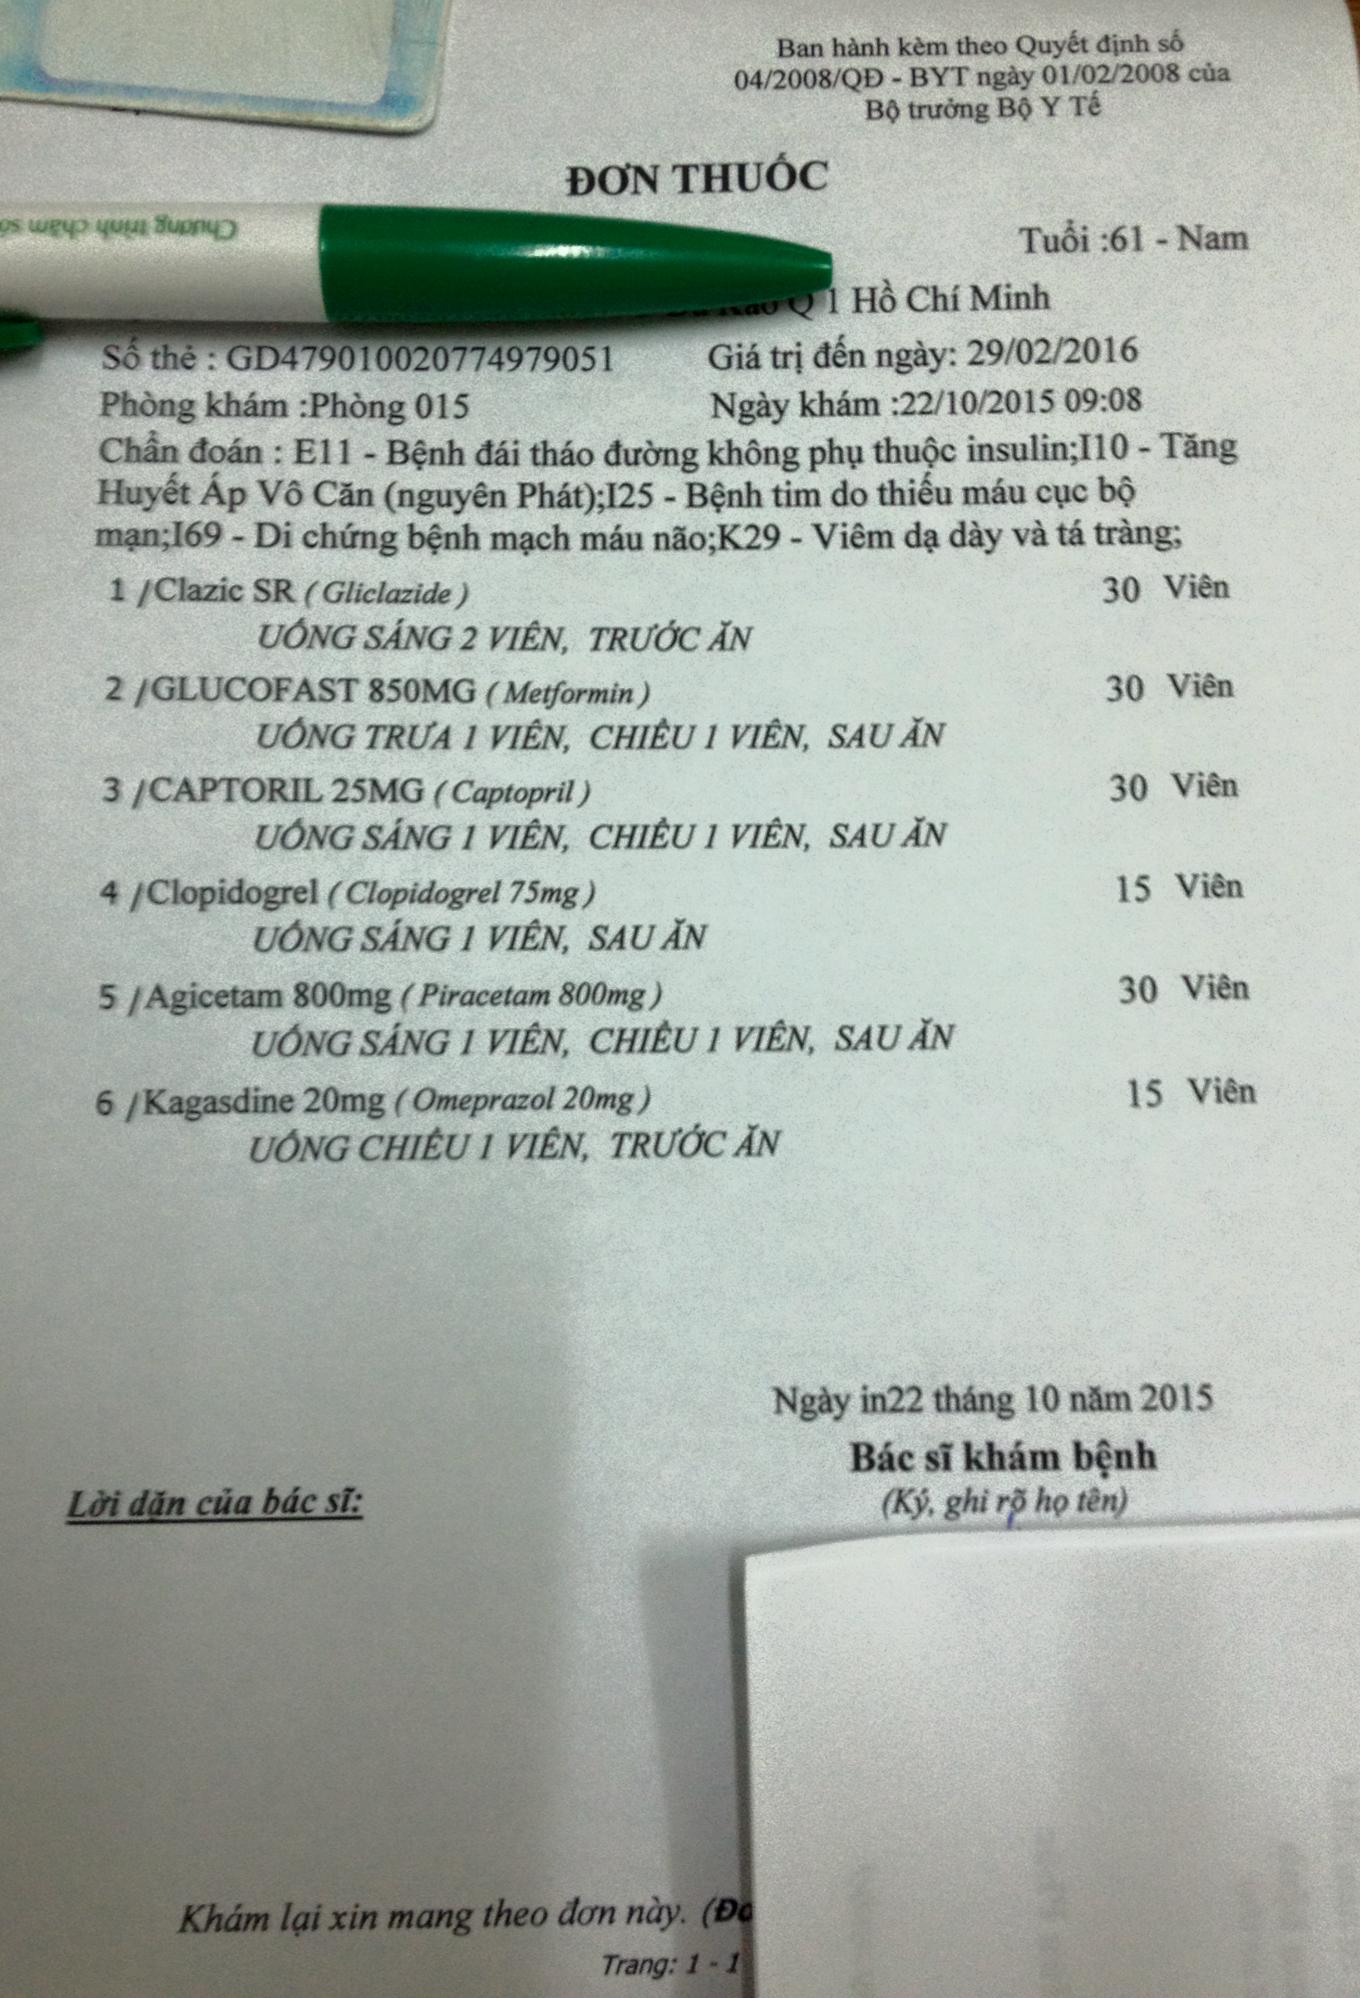 Ban hành kèm theo Quyết định số
04/2008/QĐ - BYT ngày 01/02/2008 của
Bộ trưởng Bộ Y Tế
ĐƠN THUỐC
Chương trình chăm
Tuổi :61 - Nam
Q 1 Hồ Chí Minh
Số thẻ : GD479010020774979051 Giá trị đến ngày: 29/02/2016
Phòng khám :Phòng 015 Ngày khám :22/10/2015 09:08
Chẩn đoán : E11 - Bệnh đái tháo đường không phụ thuộc insulin;I10 - Tăng
Huyết Áp Vô Căn (nguyên Phát);I25 - Bệnh tim do thiếu máu cục bộ
mạn;I69 - Di chứng bệnh mạch máu não;K29 - Viêm dạ dày và tá tràng;
1 /Clazic SR ( Gliclazide ) 30 Viên
UỐNG SÁNG 2 VIÊN, TRƯỚC ĂN
2 /GLUCOFAST 850MG ( Metformin ) 30 Viên
UỐNG TRƯA 1 VIÊN, CHIỀU 1 VIÊN, SAU ĂN
3 /CAPTORIL 25MG ( Captopril ) 30 Viên
UỐNG SÁNG 1 VIÊN, CHIỀU 1 VIÊN, SAU ĂN
4 /Clopidogrel ( Clopidogrel 75mg ) 15 Viên
UỐNG SÁNG 1 VIÊN, SAU ĂN
5 /Agicetam 800mg ( Piracetam 800mg ) 30 Viên
UỐNG SÁNG 1 VIÊN, CHIỀU 1 VIÊN, SAU ĂN
6 /Kagasdine 20mg ( Omeprazol 20mg ) 15 Viên
UỐNG CHIỀU 1 VIÊN, TRƯỚC ĂN
Ngày in22 tháng 10 năm 2015
Bác sĩ khám bệnh
Lời dặn của bác sĩ:
(Ký, ghi rõ họ tên)
Khám lại xin mang theo đơn này.
Trang: 1 - 1